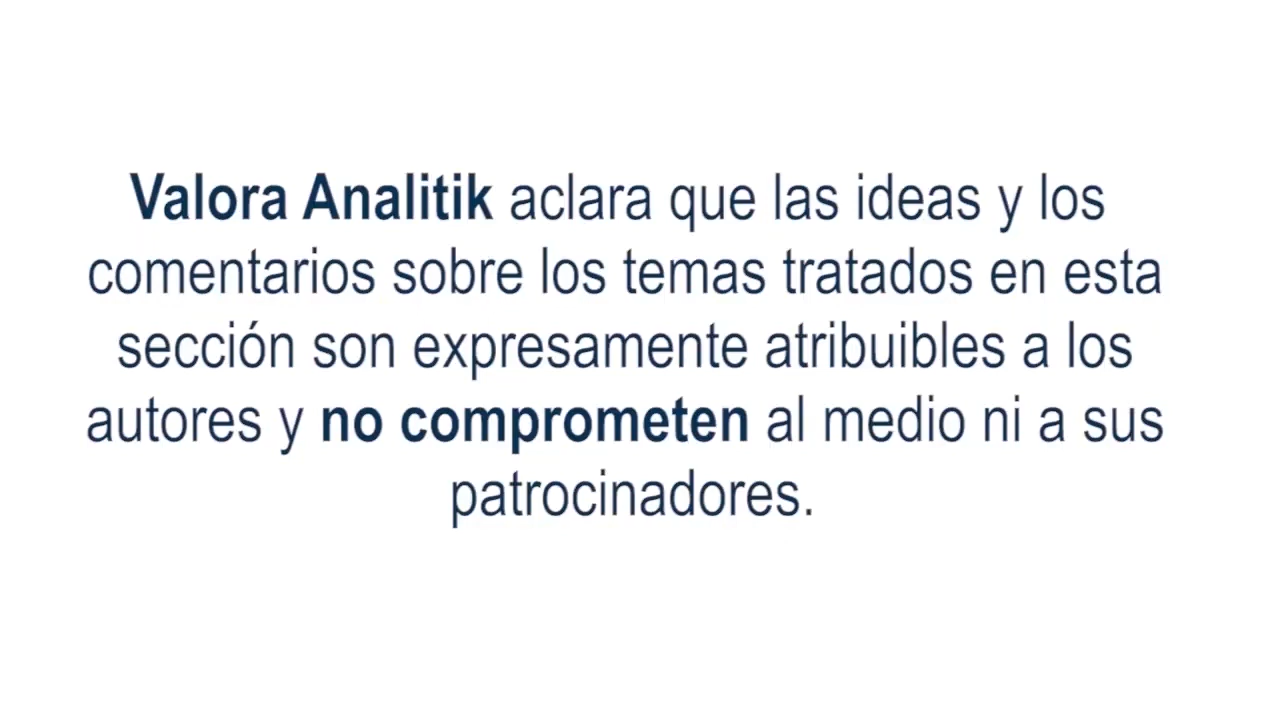 Valora Analitik aclara que las ideas y los
comentarios sobre los temas tratados en esta
sección son expresamente atribuibles a los
autores y no comprometen al medio ni a sus
patrocinadores.